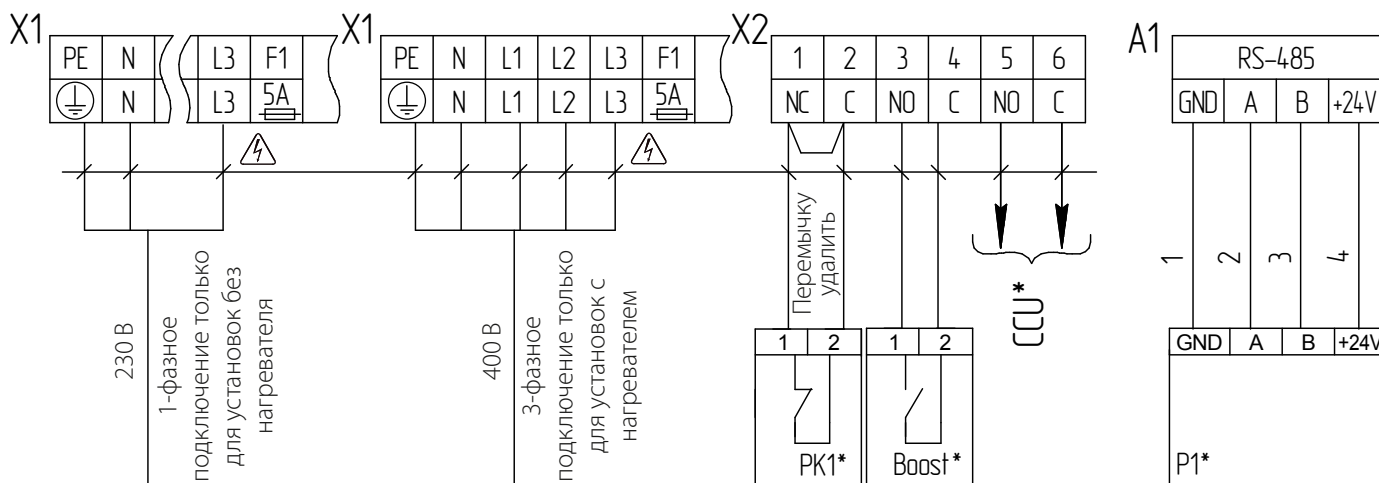 X1
PE N L3 F1
N L3 5A
230 В
1-фазное
подключение только
для установок без
нагревателя
X1
PE N L1 L2 L3 F1
N L1 L2 L3 5A
400 В
3-фазное
подключение только
для установок с
нагревателем
X2
1 2 3 4 5 6
NC C NO C NO C
Перемычку
удалить
CCU*
1 2
PK1*
1 2
Boost*
A1
RS-485
GND A B +24V
1 2 3 4
GND A B +24V
P1*